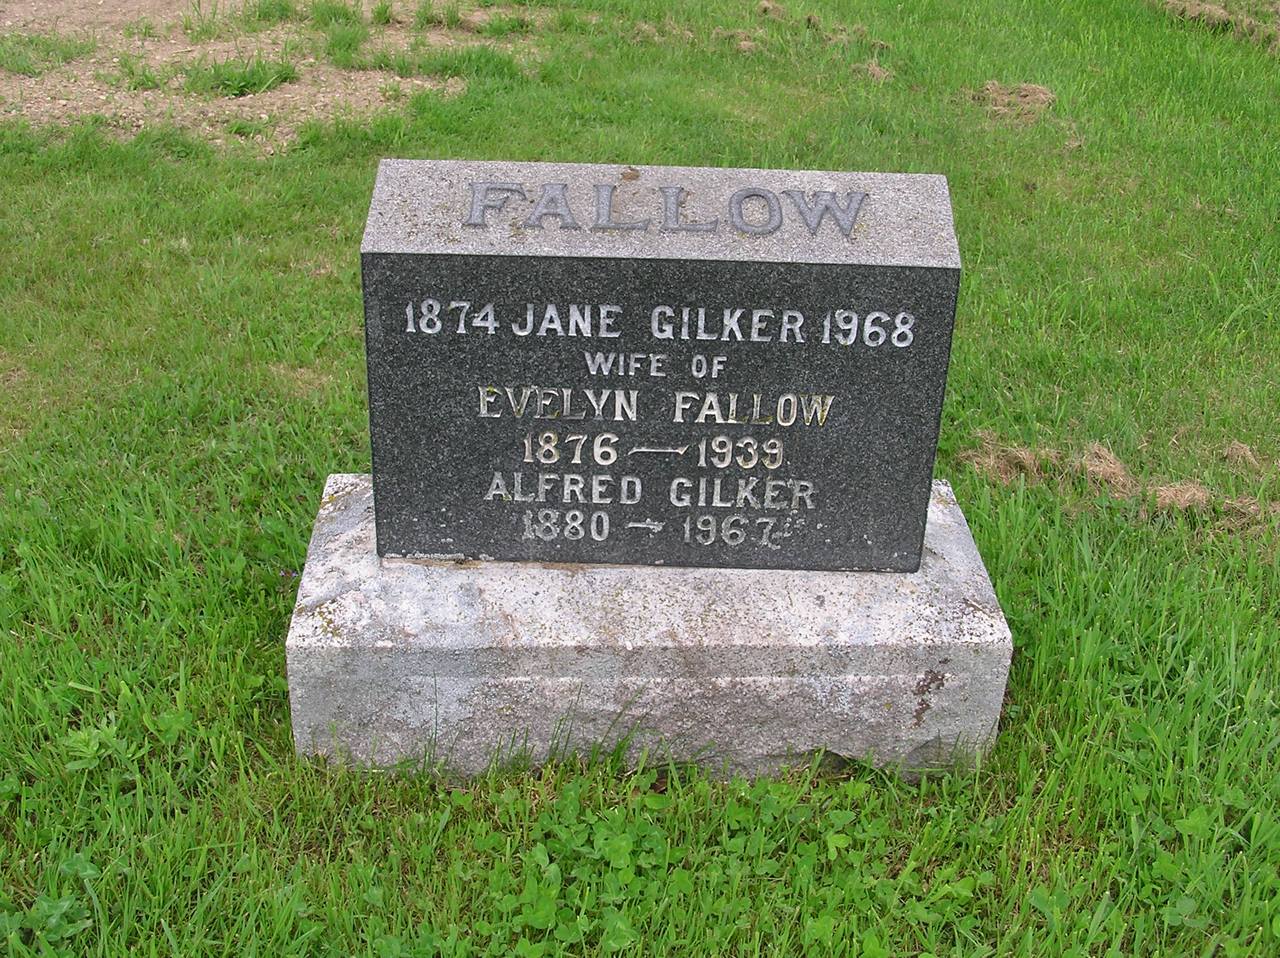 FALLOW
1874 JANE GILKER 1968
WIFE OF
EVELYN FALLOW
1876 — 1939
ALFRED GILKER
1880 — 1967